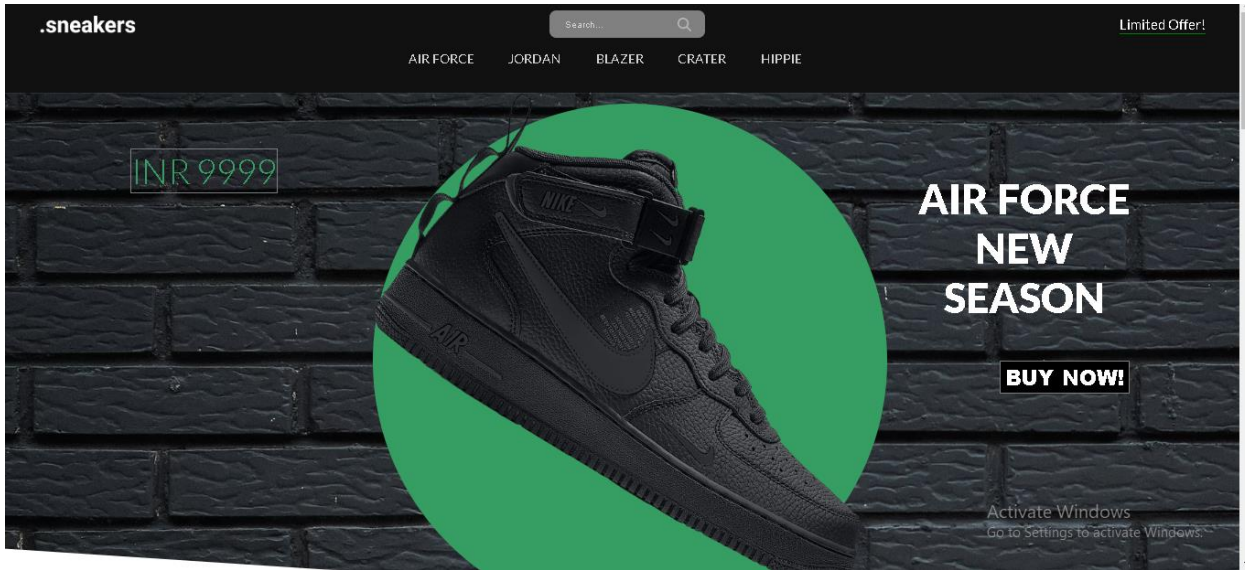 .sneakers
Search...
Limited Offer!
AIR FORCE JORDAN BLAZER CRATER HIPPIE
INR 9999
NIKE
AIR
AIR FORCE
NEW
SEASON
BUY NOW!
Activate Windows
Go to Settings to activate Windows.